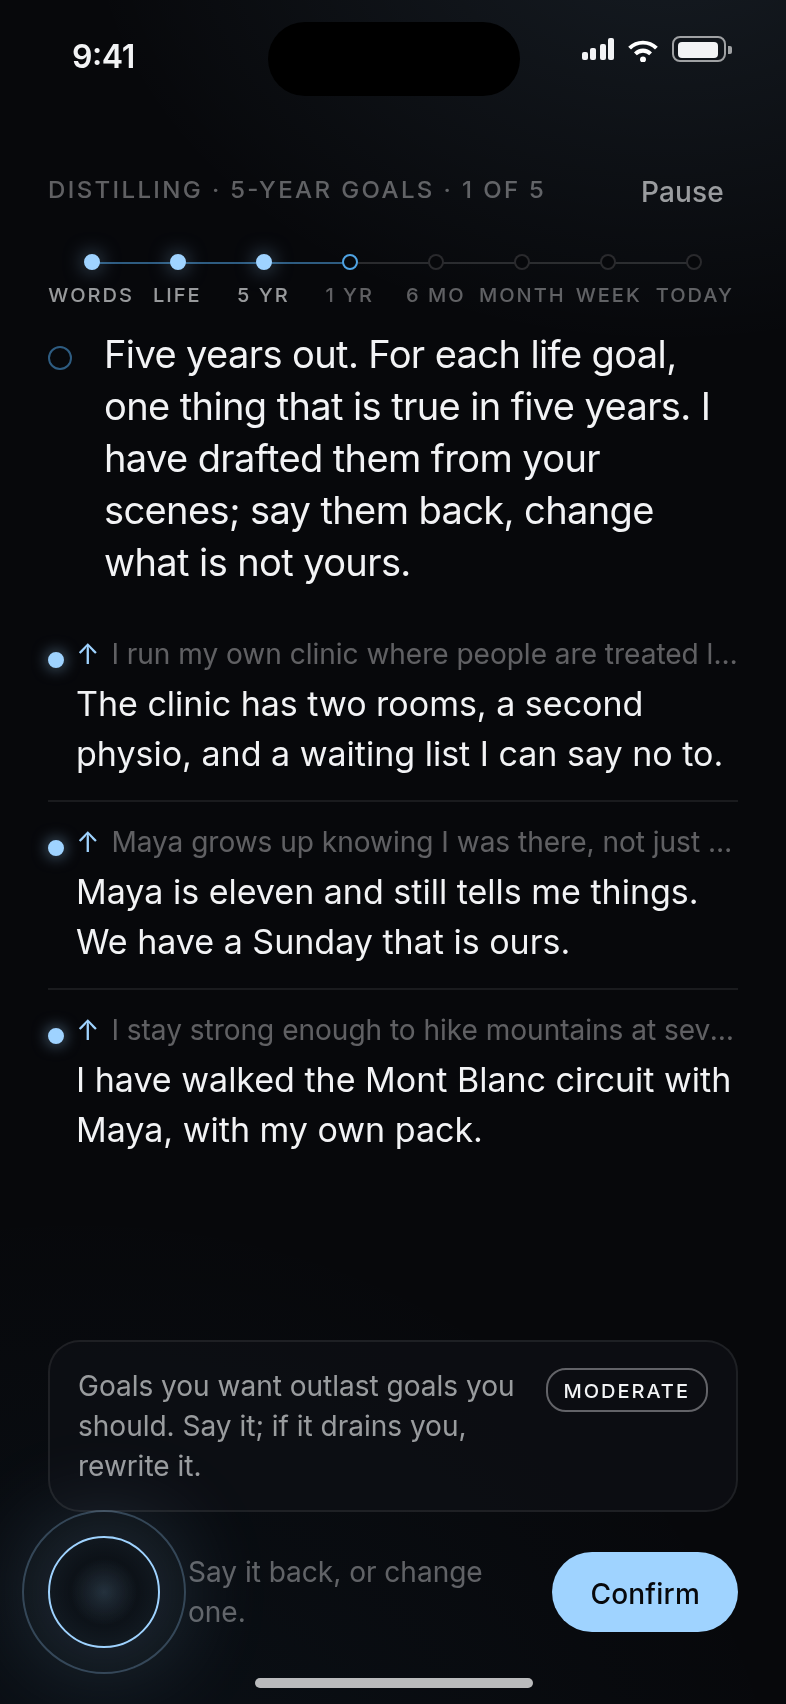 9:41
DISTILLING · 5-YEAR GOALS · 1 OF 5
Pause
WORDS LIFE 5 YR 1 YR 6 MO MONTH WEEK TODAY
Five years out. For each life goal,
one thing that is true in five years. I
have drafted them from your
scenes; say them back, change
what is not yours.
↑ I run my own clinic where people are treated l...
The clinic has two rooms, a second
physio, and a waiting list I can say no to.
↑ Maya grows up knowing I was there, not just ...
Maya is eleven and still tells me things.
We have a Sunday that is ours.
↑ I stay strong enough to hike mountains at sev...
I have walked the Mont Blanc circuit with
Maya, with my own pack.
Goals you want outlast goals you
should. Say it; if it drains you,
rewrite it.
MODERATE
Say it back, or change
one.
Confirm